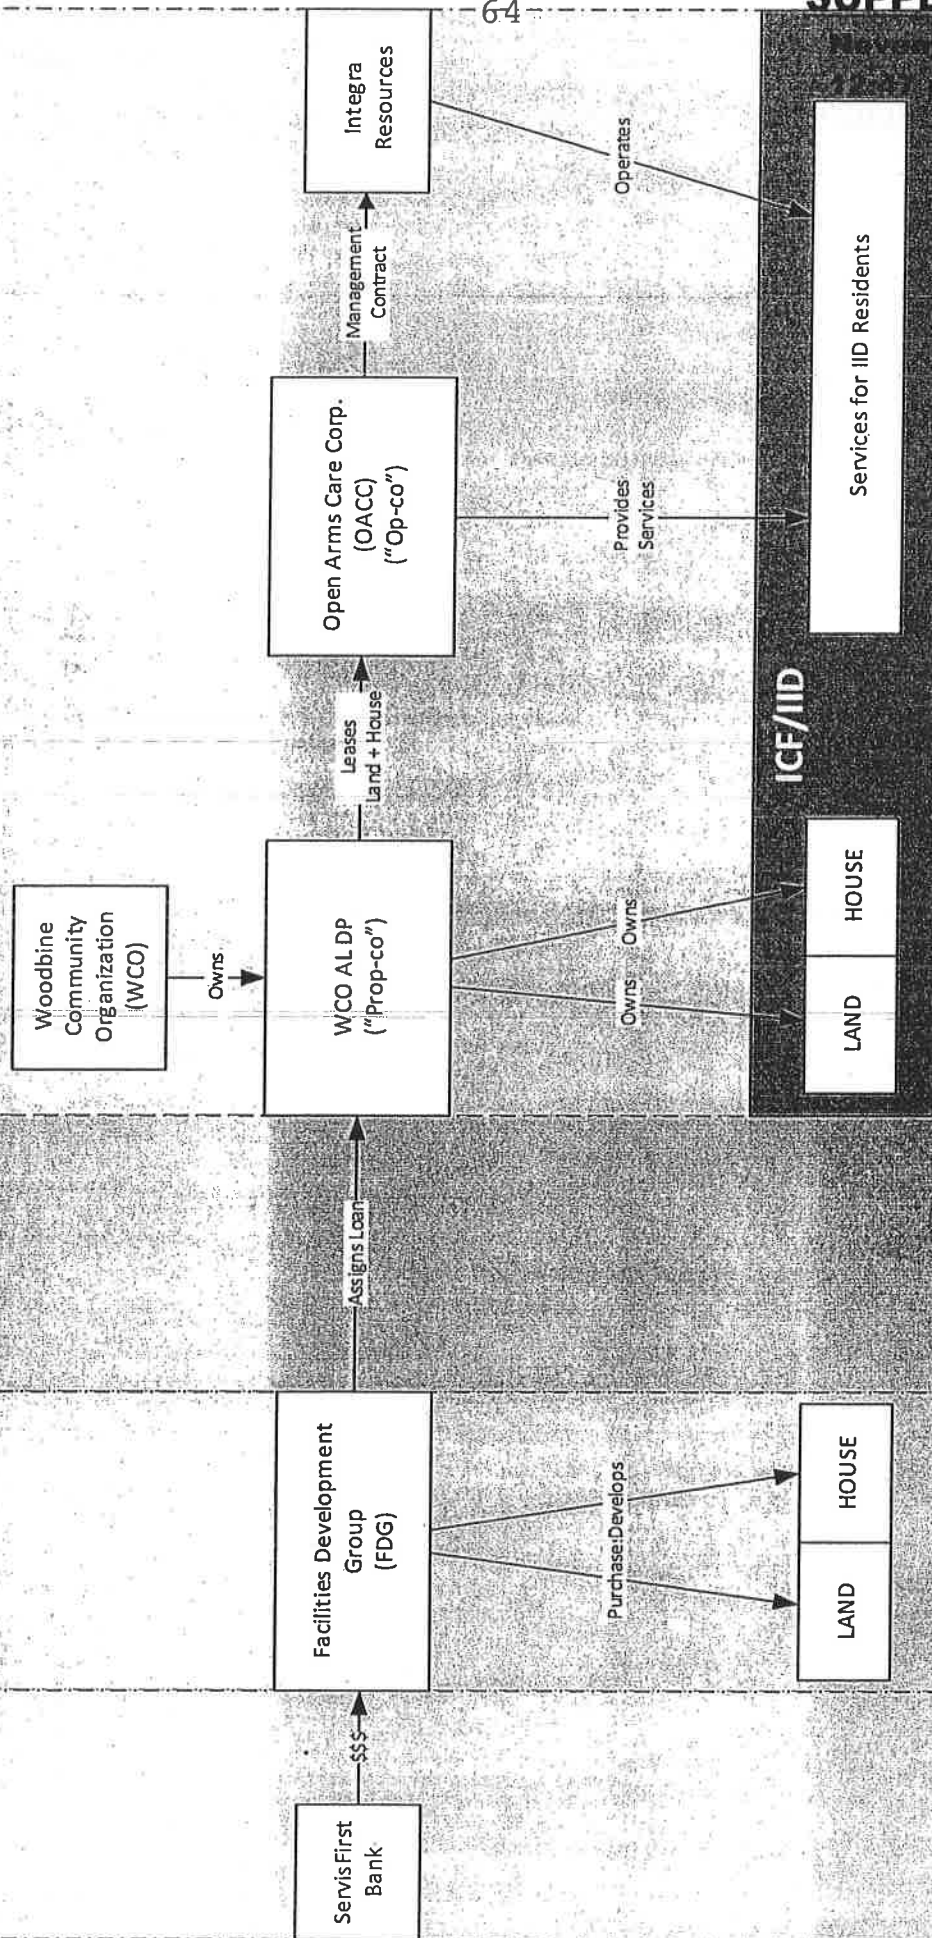 64
Woodbine
Community
Organization
(WCO)
Owns
Servis First
Bank
$$$
Facilities Development
Group
(FDG)
Assigns Loan
WCO AL DP
("Prop-co")
Leases
Land + House
Open Arms Care Corp.
(OACC)
("Op-co")
Management
Contract
Integra
Resources
Purchase
Develops
Owns
Owns
Provides
Services
Operates
LAND
HOUSE
ICF/IID
LAND
HOUSE
Services for IID Residents